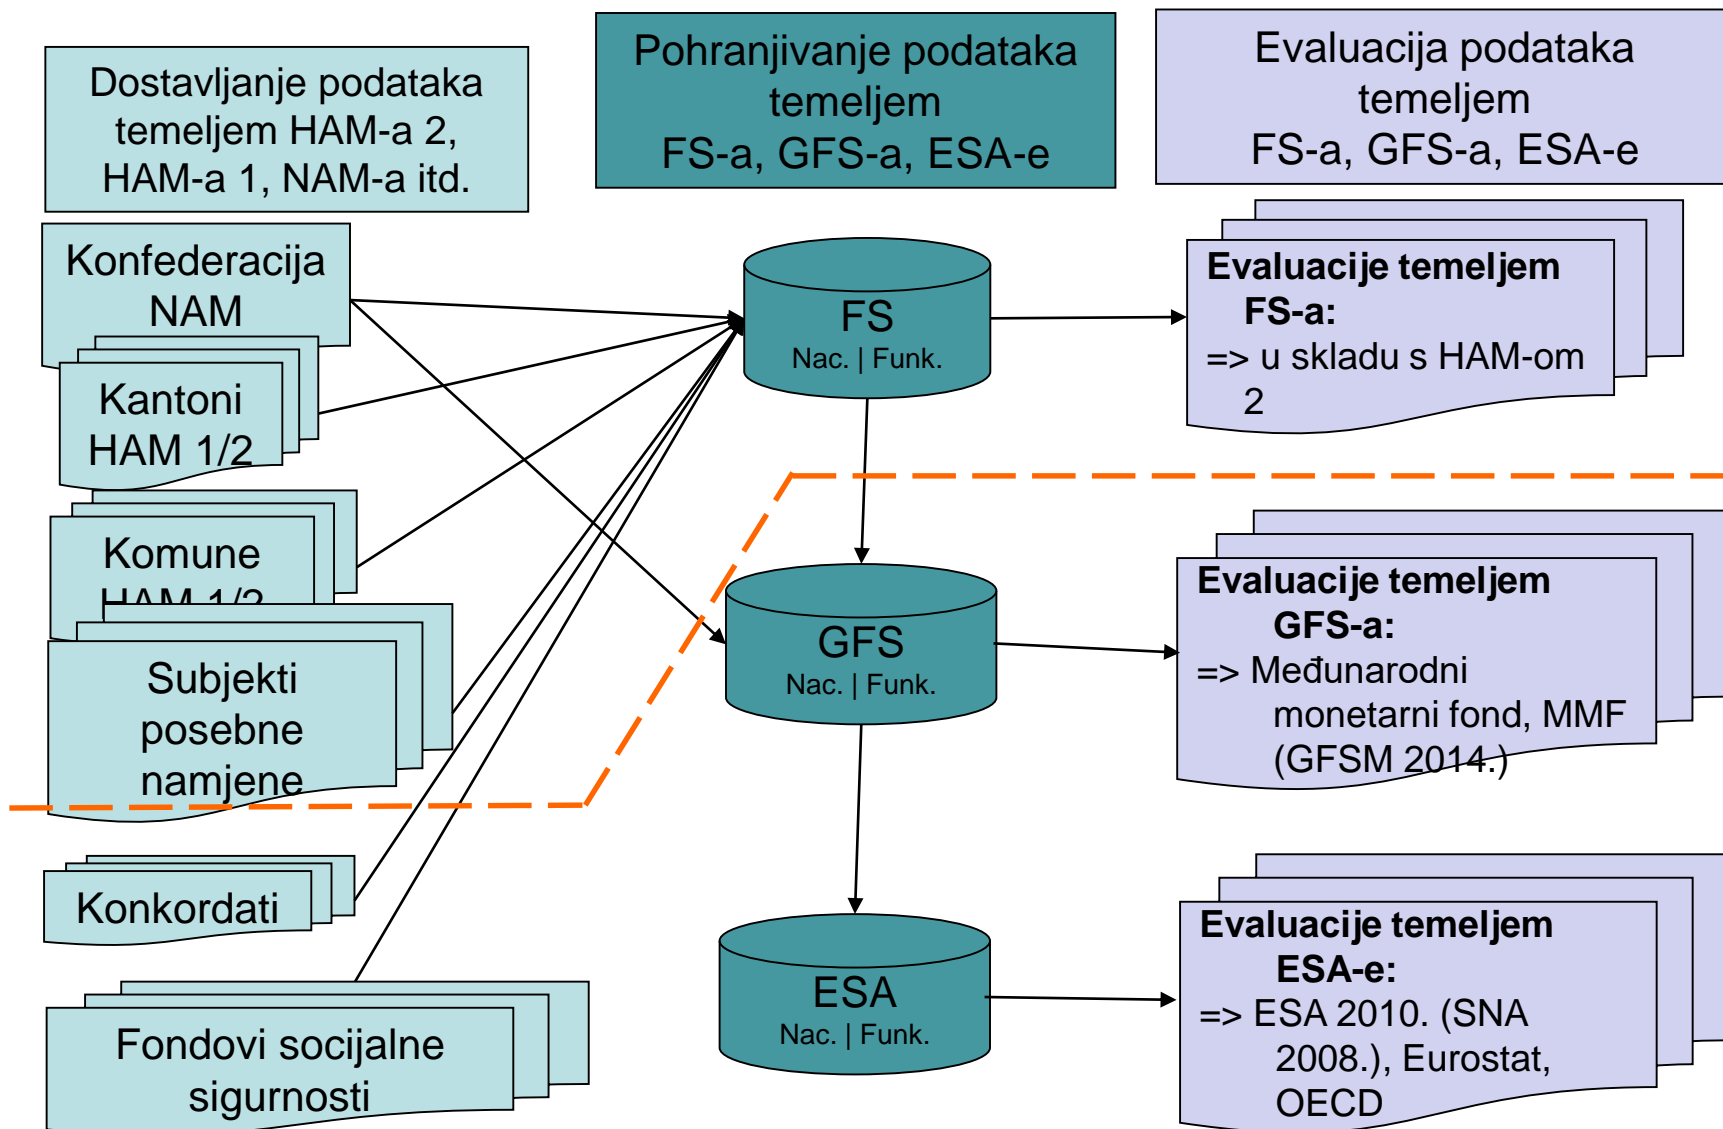 Dostavljanje podataka
temeljem HAM-a 2,
HAM-a 1, NAM-a itd.
Pohranjivanje podataka
temeljem
FS-a, GFS-a, ESA-e
Evaluacija podataka
temeljem
FS-a, GFS-a, ESA-e
Konfederacija
NAM
Kantoni
HAM 1/2
Komune
HAM 1/2
Subjekti
posebne
namjene
Konkordati
Fondovi socijalne
sigurnosti
FS
Nac. | Funk.
GFS
Nac. | Funk.
ESA
Nac. | Funk.
Evaluacije temeljem
FS-a:
=> u skladu s HAM-om
2
Evaluacije temeljem
GFS-a:
=> Međunarodni
monetarni fond, MMF
(GFSM 2014.)
Evaluacije temeljem
ESA-e:
=> ESA 2010. (SNA
2008.), Eurostat,
OECD